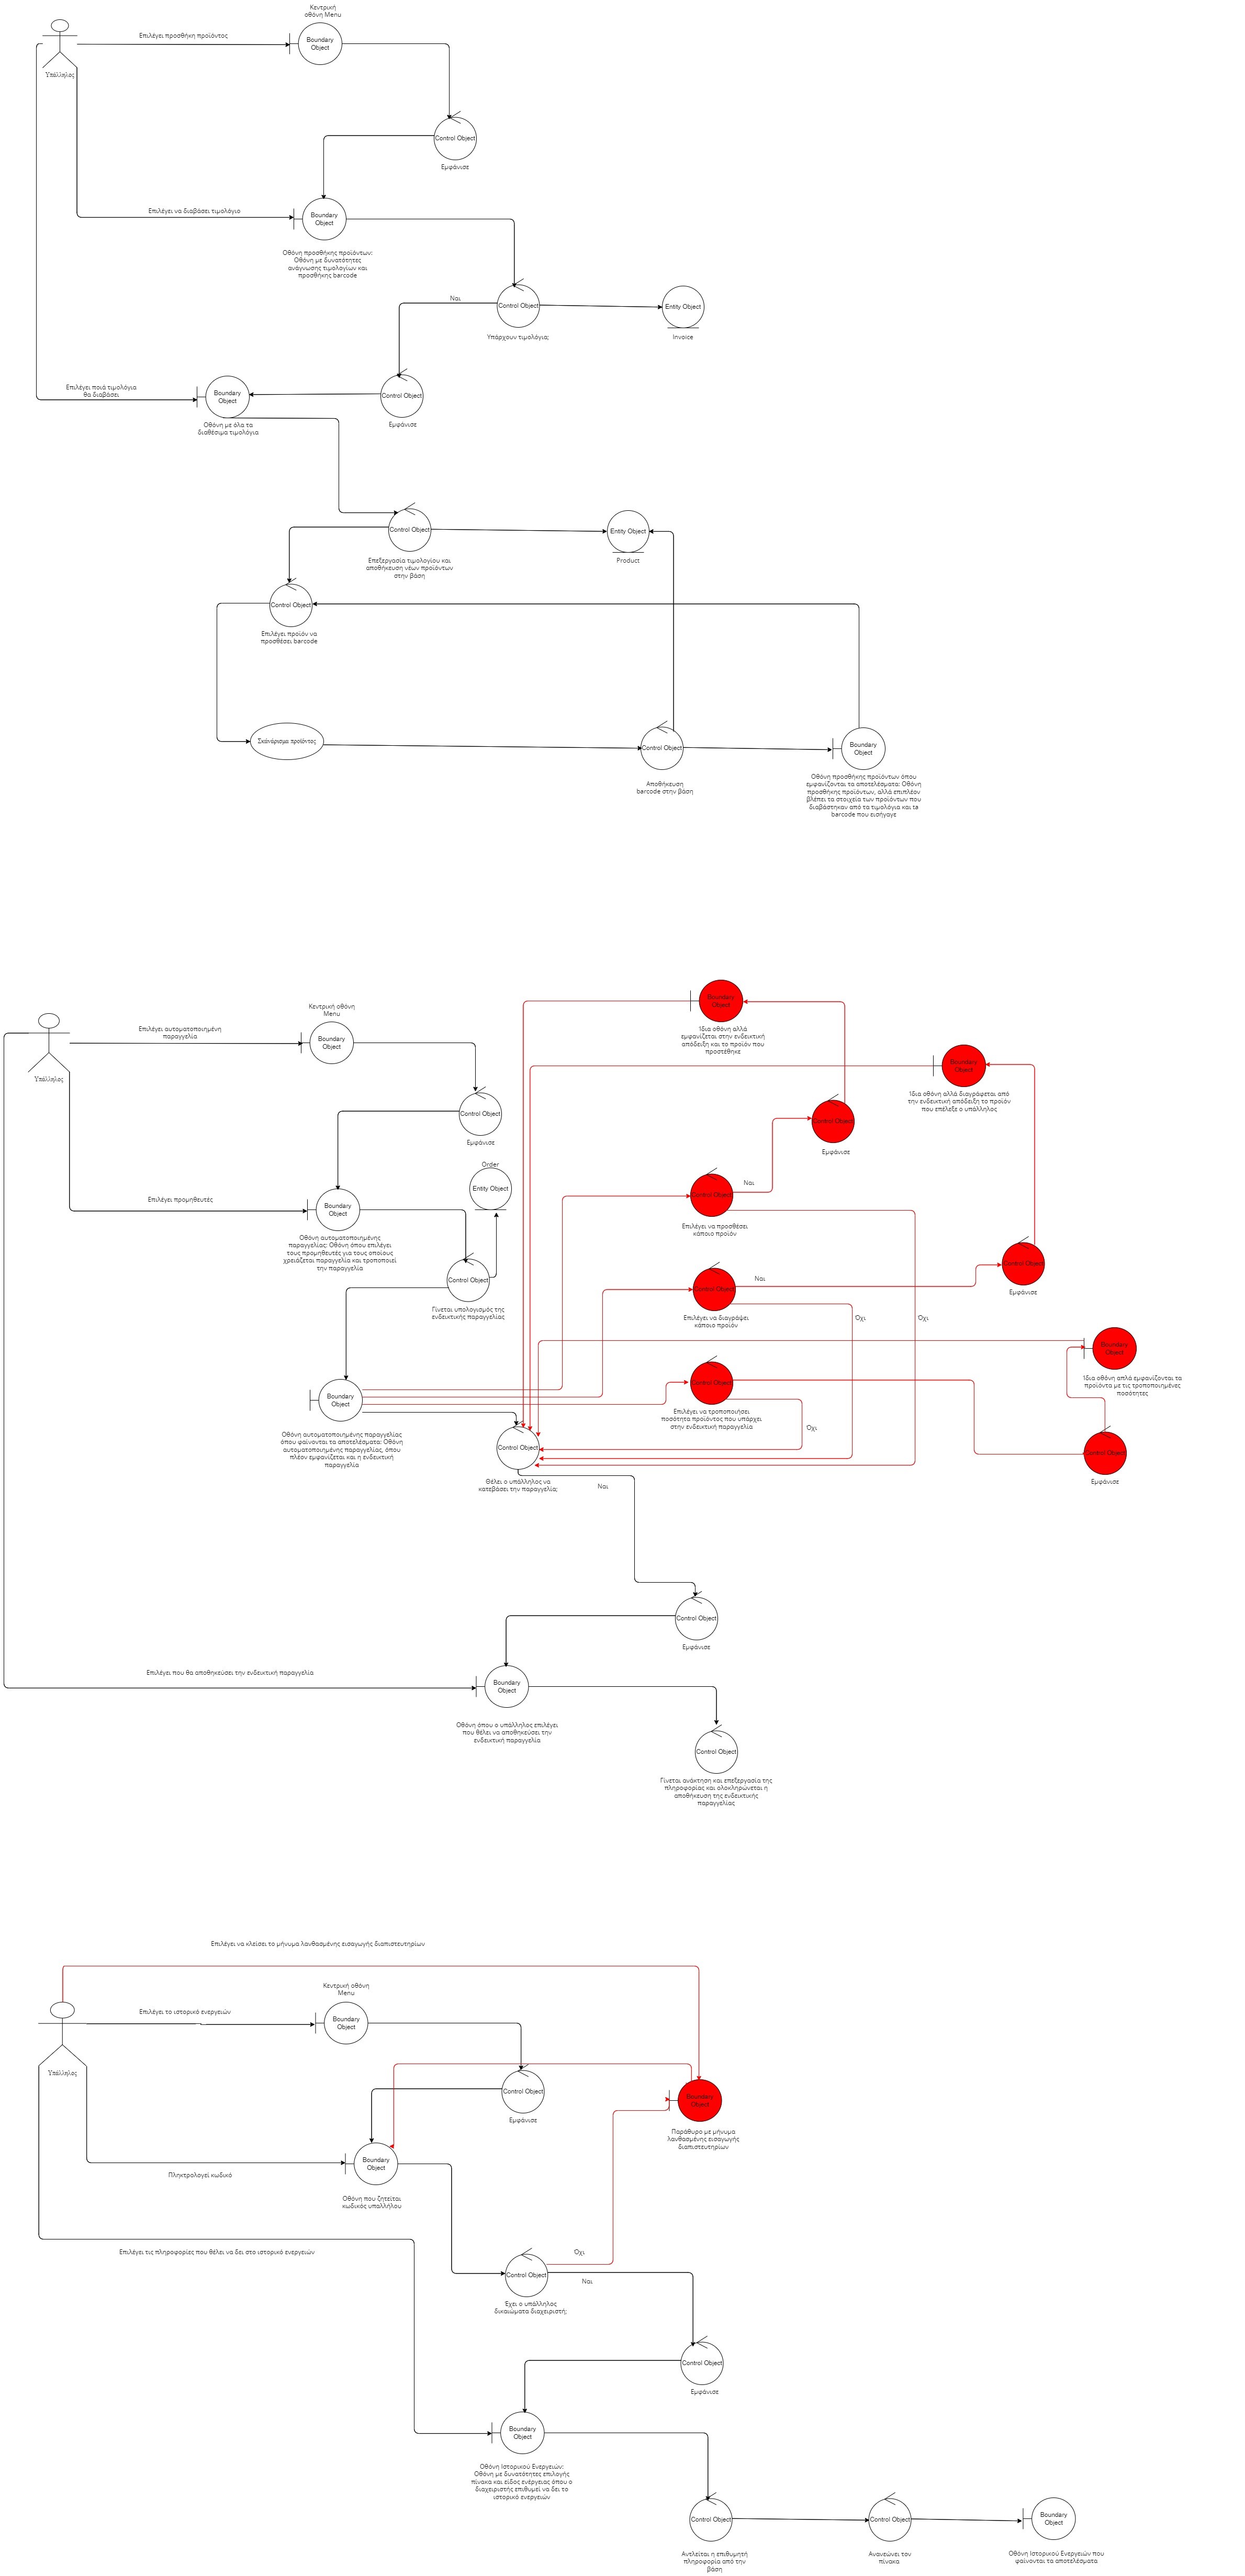 Κεντρική
οθόνη Menu
Επιλέγει προσθήκη προϊόντος
Boundary
Object
Υπάλληλος
Control Object
Εμφάνισε
Επιλέγει να διαβάσει τιμολόγιο
Boundary
Object
Οθόνη προσθήκης προϊόντων:
Οθόνη με δυνατότητες
ανάγνωσης τιμολογίων και
προσθήκης barcode
Ναι
Control Object
Entity Object
Υπάρχουν τιμολόγια;
Invoice
Επιλέγει ποιά τιμολόγια
θα διαβάσει
Boundary
Object
Control Object
Οθόνη με όλα τα
διαθέσιμα τιμολόγια
Εμφάνισε
Control Object
Entity Object
Επεξεργασία τιμολογίου και
αποθήκευση νέων προϊόντων
στην βάση
Product
Control Object
Επιλέγει προϊόν να
προσθέσει barcode
Σκανάρισμα προϊόντος
Control Object
Boundary
Object
Αποθήκευση
barcode στην βάση
Οθόνη προσθήκης προϊόντων όπου
εμφανίζονται τα αποτελέσματα: Οθόνη
προσθήκης προϊόντων, αλλά επιπλέον
βλέπει τα στοιχεία των προϊόντων που
διαβάστηκαν από τα τιμολόγια και τα
barcode που εισήγαγε
Κεντρική οθόνη
Menu
Επιλέγει αυτοματοποιημένη
παραγγελία
Boundary
Object
Υπάλληλος
Boundary
Object
Ίδια οθόνη αλλά
εμφανίζεται στην ενδεικτική
απόδειξη και το προϊόν που
προστέθηκε
Boundary
Object
Ίδια οθόνη αλλά διαγράφεται από
την ενδεικτική απόδειξη το προϊόν
που επέλεξε ο υπάλληλος
Control Object
Εμφάνισε
Control Object
Εμφάνισε
Order
Entity Object
Επιλέγει προμηθευτές
Boundary
Object
Οθόνη αυτοματοποιημένης
παραγγελίας: Οθόνη όπου επιλέγει
τους προμηθευτές για τους οποίους
χρειάζεται παραγγελία και τροποποιεί
την παραγγελία
Ναι
Control Object
Επιλέγει να προσθέσει
κάποιο προϊόν
Control Object
Γίνεται υπολογισμός της
ενδεικτικής παραγγελίας
Ναι
Control Object
Επιλέγει να διαγράψει
κάποιο προϊόν
Control Object
Εμφάνισε
Όχι
Όχι
Boundary
Object
Ίδια οθόνη απλά εμφανίζονται τα
προϊόντα με τις τροποποιημένες
ποσότητες
Control Object
Επιλέγει να τροποποιήσει
ποσότητα προϊόντος που υπάρχει
στην ενδεικτική παραγγελία
Όχι
Boundary
Object
Οθόνη αυτοματοποιημένης παραγγελίας
όπου φαίνονται τα αποτελέσματα: Οθόνη
αυτοματοποιημένης παραγγελίας, όπου
πλέον εμφανίζεται και η ενδεικτική
παραγγελία
Control Object
Θέλει ο υπάλληλος να
κατεβάσει την παραγγελία;
Ναι
Control Object
Εμφάνισε
Control Object
Εμφάνισε
Επιλέγει που θα αποθηκεύσει την ενδεικτική παραγγελία
Boundary
Object
Οθόνη όπου ο υπάλληλος επιλέγει
που θέλει να αποθηκεύσει την
ενδεικτική παραγγελία
Control Object
Γίνεται ανάκτηση και επεξεργασία της
πληροφορίας και ολοκληρώνεται η
αποθήκευση της ενδεικτικής
παραγγελίας
Επιλέγει να κλείσει το μήνυμα λανθασμένης εισαγωγής διαπιστευτηρίων
Κεντρική οθόνη
Menu
Επιλέγει το ιστορικό ενεργειών
Boundary
Object
Υπάλληλος
Control Object
Εμφάνισε
Boundary
Object
Παράθυρο με μήνυμα
λανθασμένης εισαγωγής
διαπιστευτηρίων
Πληκτρολογεί κωδικό
Boundary
Object
Οθόνη που ζητείται
κωδικός υπαλλήλου
Επιλέγει τις πληροφορίες που θέλει να δει στο ιστορικό ενεργειών
Όχι
Control Object
Ναι
Έχει ο υπάλληλος
δικαιώματα διαχειριστή;
Control Object
Εμφάνισε
Boundary
Object
Οθόνη Ιστορικού Ενεργειών:
Οθόνη με δυνατότητες επιλογής
πίνακα και είδος ενέργειας όπου ο
διαχειριστής επιθυμεί να δει το
ιστορικό ενεργειών
Control Object
Control Object
Boundary
Object
Αντλείται η επιθυμητή
πληροφορία από την
βάση
Ανανεώνει τον
πίνακα
Οθόνη Ιστορικού Ενεργειών που
φαίνονται τα αποτελέσματα